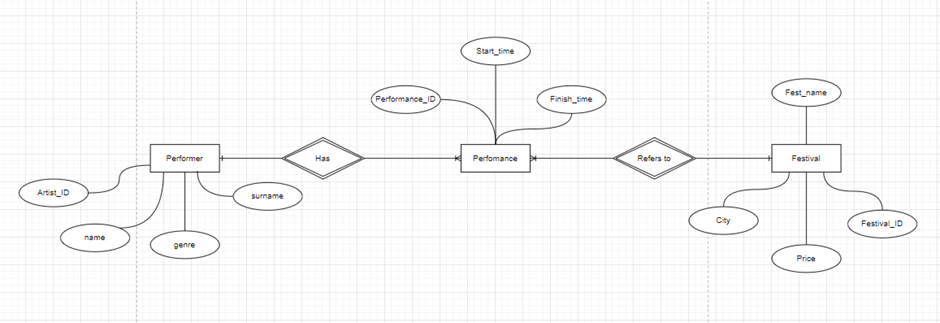 Start_time
Performance_ID
Finish_time
Fest_name
Performer
Has
Perfomance
Refers to
Festival
Artist_ID
surname
name
genre
City
Festival_ID
Price